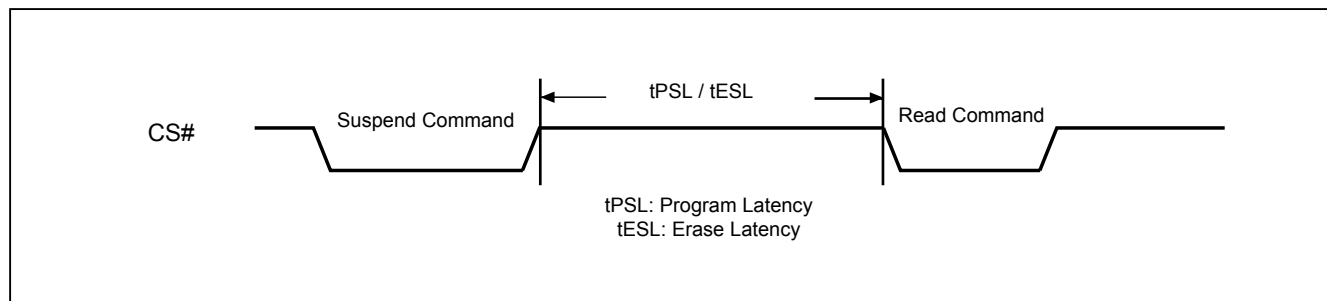 tPSL / tESL
Suspend Command
Read Command
CS#
tPSL: Program Latency
tESL: Erase Latency